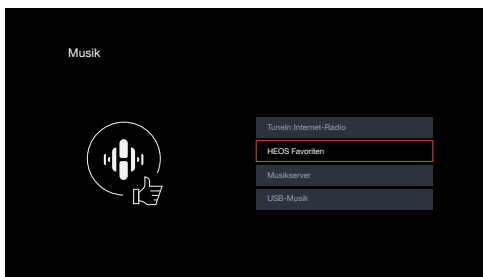 Musik
TuneIn Internet-Radio
HEOS Favoriten
Musikserver
USB-Musik